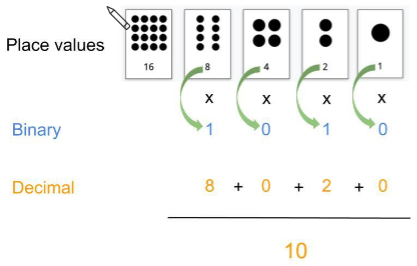 Place values
16 8 4 2 1
x x x x
Binary 1 0 1 0
Decimal 8 + 0 + 2 + 0
10